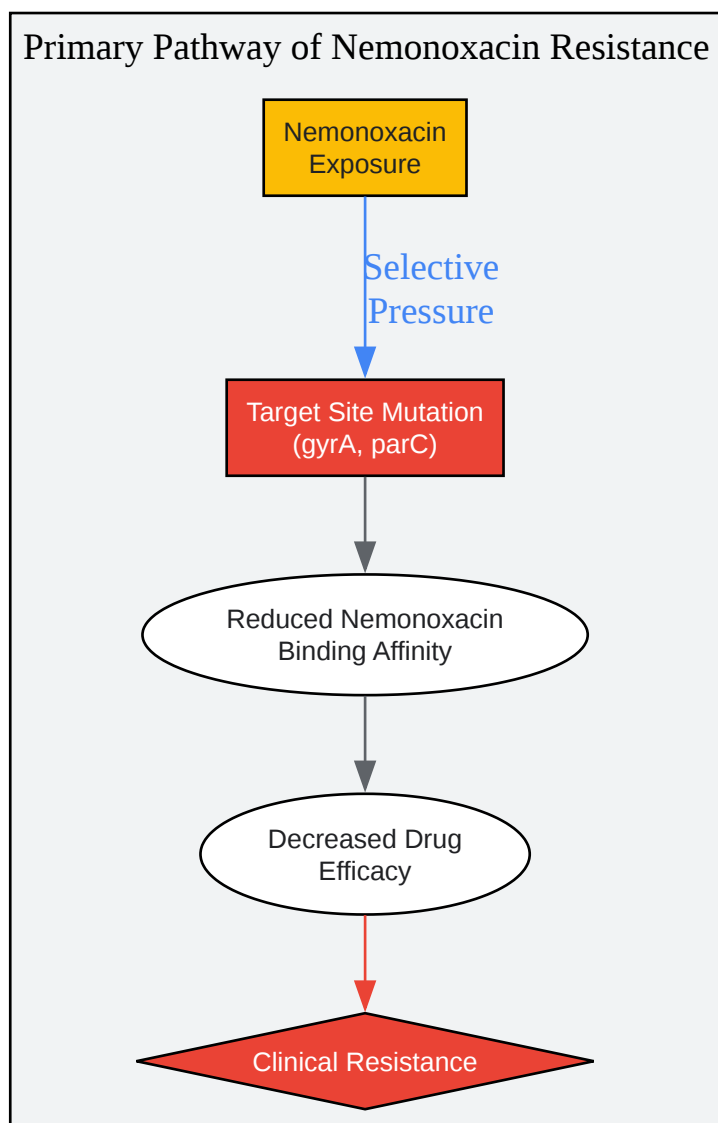 Primary Pathway of Nemonoxacin Resistance
Nemonoxacin
Exposure
Selective
Pressure
Target Site Mutation
(gyrA, parC)
Reduced Nemonoxacin
Binding Affinity
Decreased Drug
Efficacy
Clinical Resistance